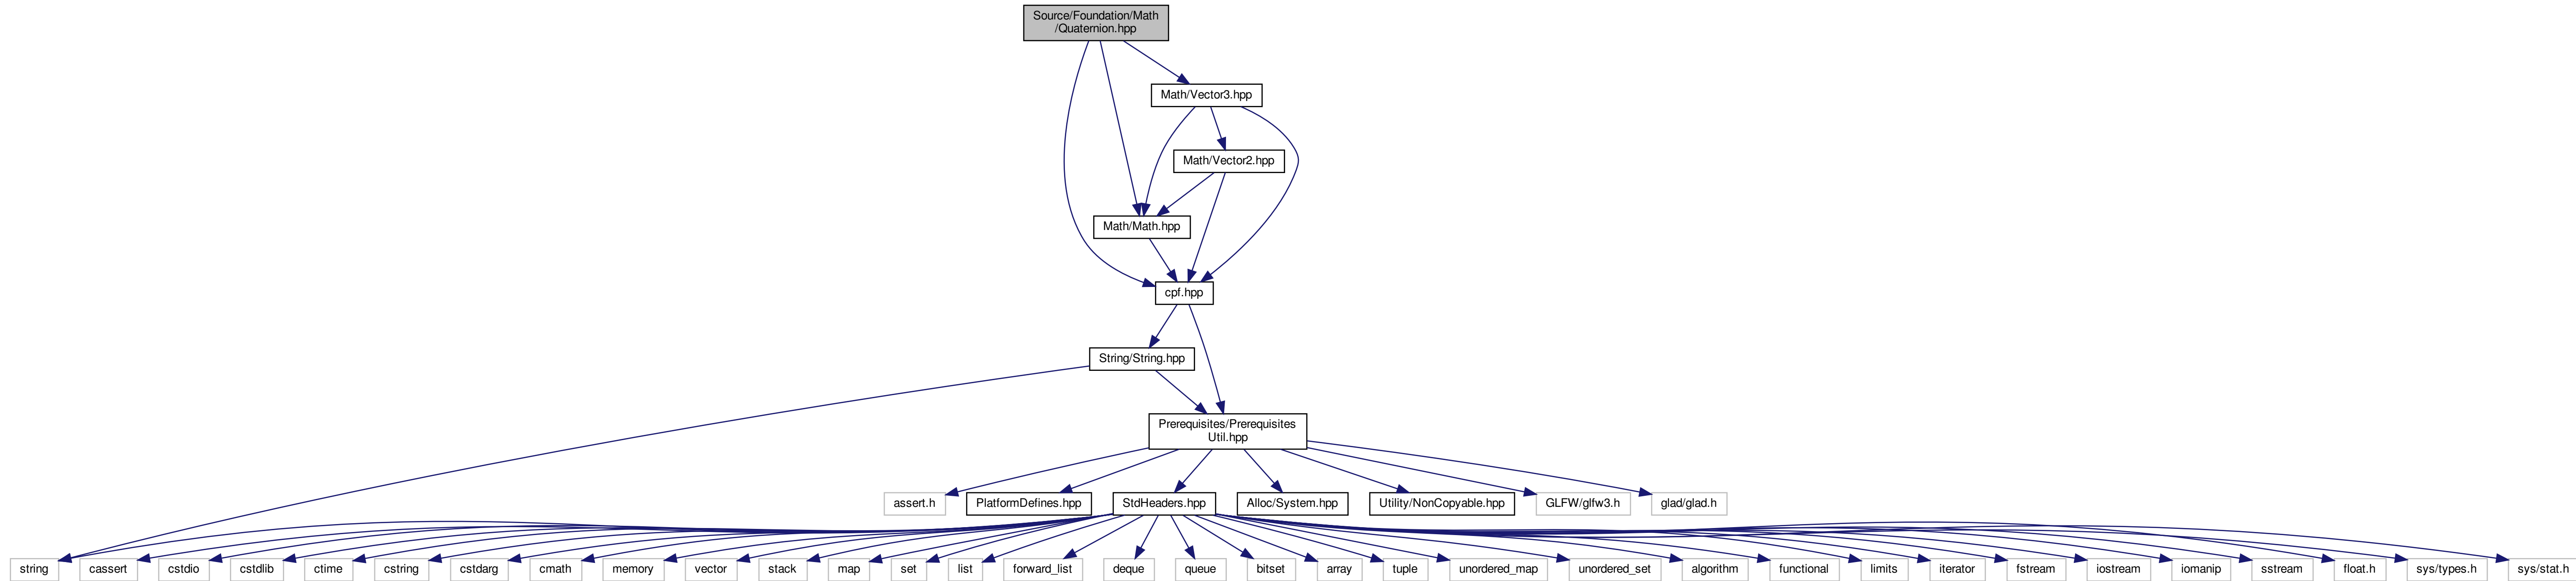 Source/Foundation/Math
/Quaternion.hpp
Math/Vector3.hpp
Math/Vector2.hpp
Math/Math.hpp
cpf.hpp
String/String.hpp
Prerequisites/Prerequisites
Util.hpp
assert.h
PlatformDefines.hpp
StdHeaders.hpp
Alloc/System.hpp
Utility/NonCopyable.hpp
GLFW/glfw3.h
glad/glad.h
string
cassert
cstdio
cstdlib
ctime
cstring
cstdarg
cmath
memory
vector
stack
map
set
list
forward_list
deque
queue
bitset
array
tuple
unordered_map
unordered_set
algorithm
functional
limits
iterator
fstream
iostream
iomanip
sstream
float.h
sys/types.h
sys/stat.h